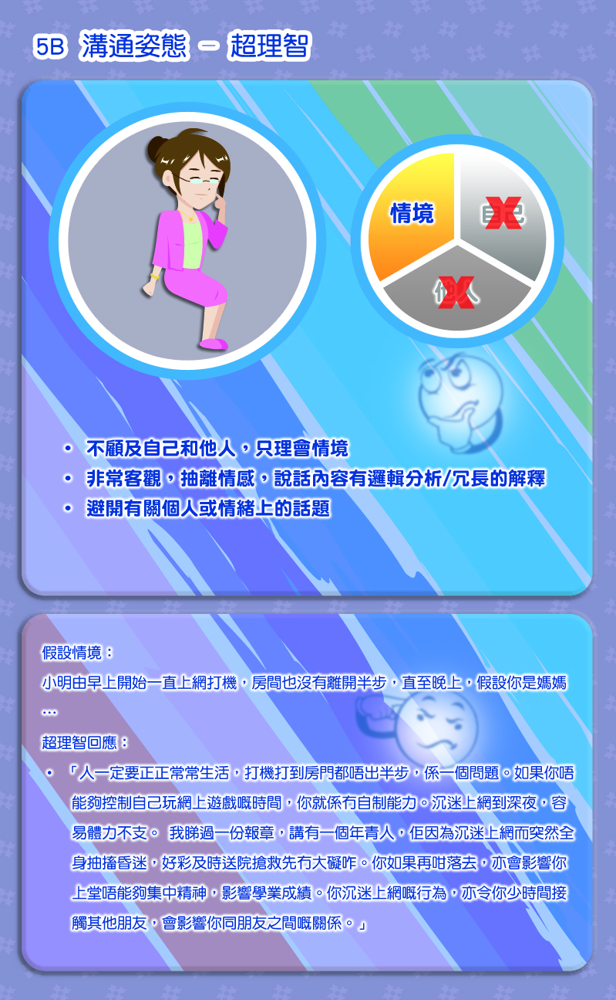 5B 溝通姿態 － 超理智
情境
自己
他人
• 不顧及自己和他人，只理會情境
• 非常客觀，抽離情感，說話內容有邏輯分析/冗長的解釋
• 避開有關個人或情緒上的話題
假設情境：
小明由早上開始一直上網打機，房間也沒有離開半步，直至晚上，假設你是媽媽
…
超理智回應：
• 「人一定要正正常常生活，打機打到房門都唔出半步，係一個問題。如果你唔
能夠控制自己玩網上遊戲嘅時間，你就係冇自制能力。沉迷上網到深夜，容
易體力不支。 我睇過一份報章，講有一個年青人，佢因為沉迷上網而突然全
身抽搐昏迷，好彩及時送院搶救先冇大礙咋。你如果再咁落去，亦會影響你
上堂唔能夠集中精神，影響學業成績。你沉迷上網嘅行為，亦令你少時間接
觸其他朋友，會影響你同朋友之間嘅關係。」